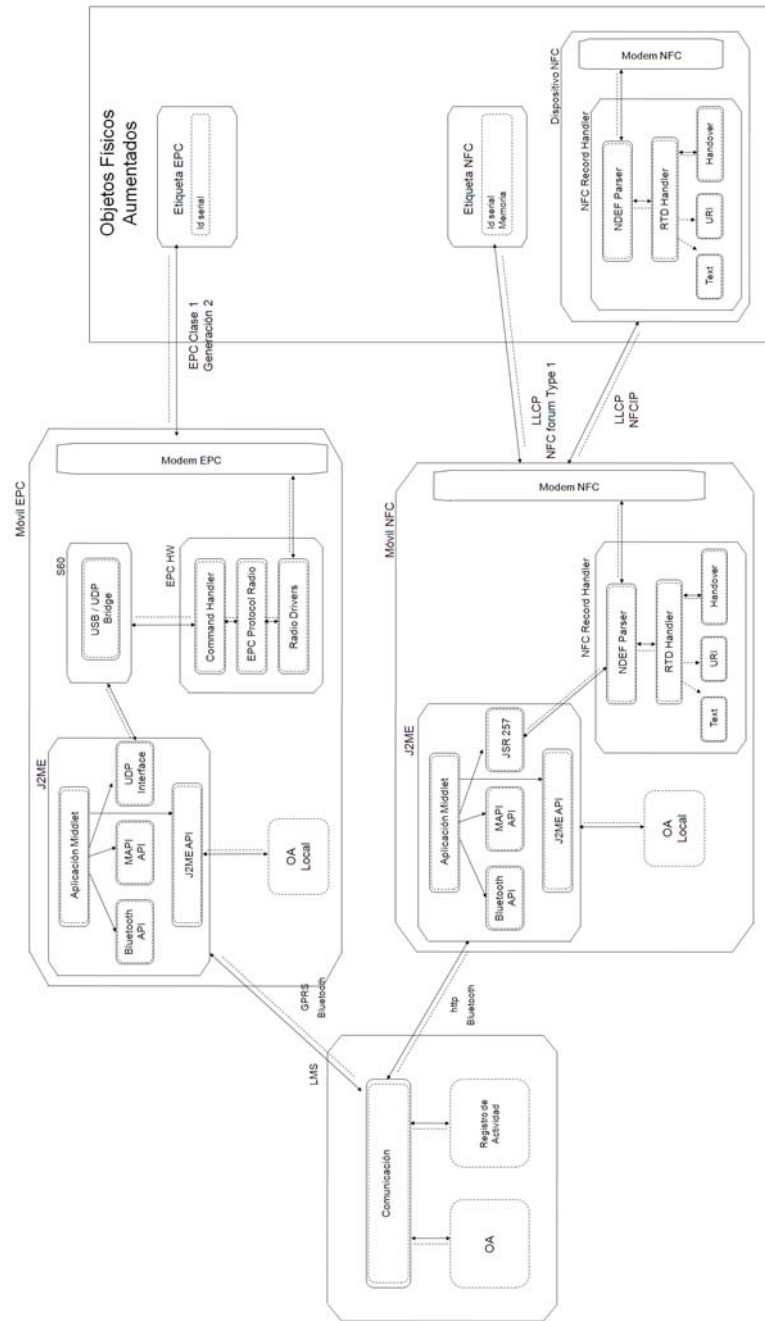 LMS
Comunicación
OA
Registro de
Actividad
GPRS
Bluetooth
http
Bluetooth
Móvil EPC
J2ME
Aplicación Middlet
Bluetooth
API
MAPI
API
UDP
Interface
J2ME API
OA
Local
S60
USB / UDP
Bridge
EPC HW
Command Handler
EPC Protocol Radio
Radio Drivers
Modem EPC
EPC Clase 1
Generación 2
Móvil NFC
J2ME
Aplicación Middlet
Bluetooth
API
MAPI
API
JSR 257
J2ME API
OA
Local
NFC Record Handler
NDEF Parser
RTD Handler
Text
URI
Handover
Modem NFC
LLCP
NFC forum Type 1
LLCP
NFCIP
Objetos Físicos
Aumentados
Etiqueta EPC
Id serial
Etiqueta NFC
Id serial
Memoria
Dispositivo NFC
NFC Record Handler
NDEF Parser
RTD Handler
Text
URI
Handover
Modem NFC